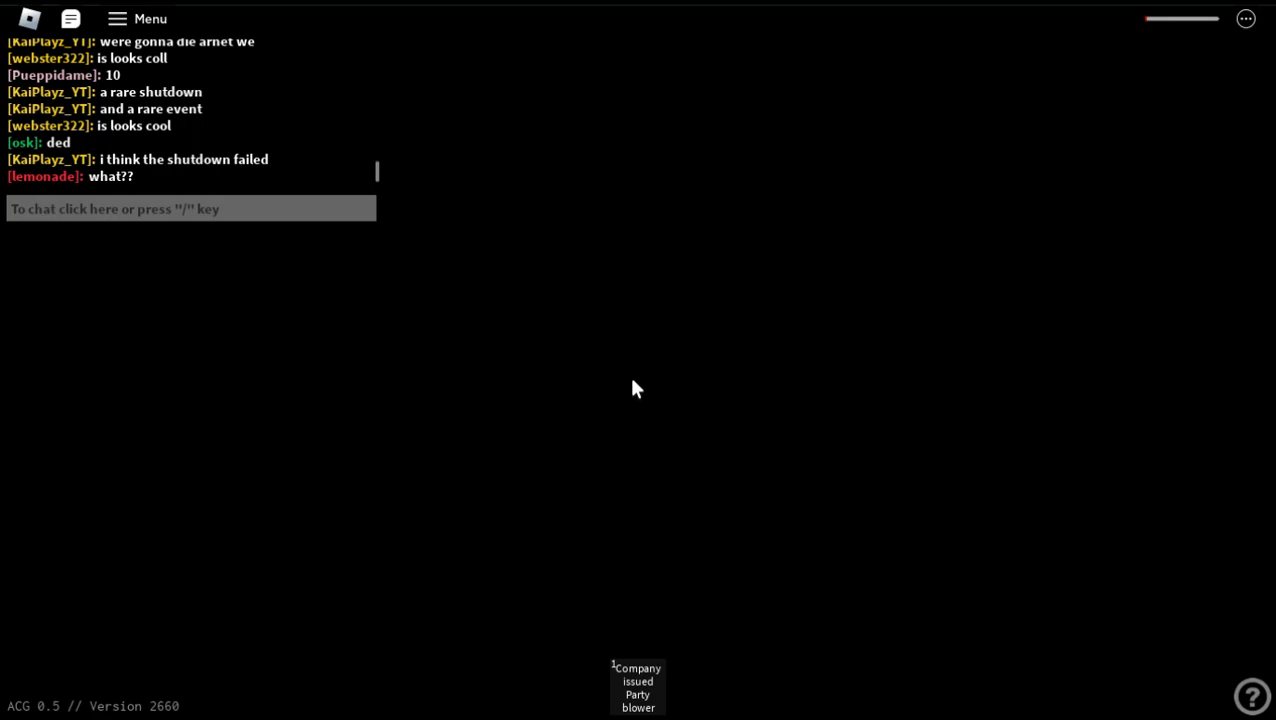 Menu
[KaiPlayz_YT]: were gonna die arnet we
[webster322]: is looks coll
[Pueppidame]: 10
[KaiPlayz_YT]: a rare shutdown
[KaiPlayz_YT]: and a rare event
[webster322]: is looks cool
[osk]: ded
[KaiPlayz_YT]: i think the shutdown failed
[lemonade]: what??
To chat click here or press "/" key
1
Company
issued
Party
blower
ACG 0.5 // Version 2660
?